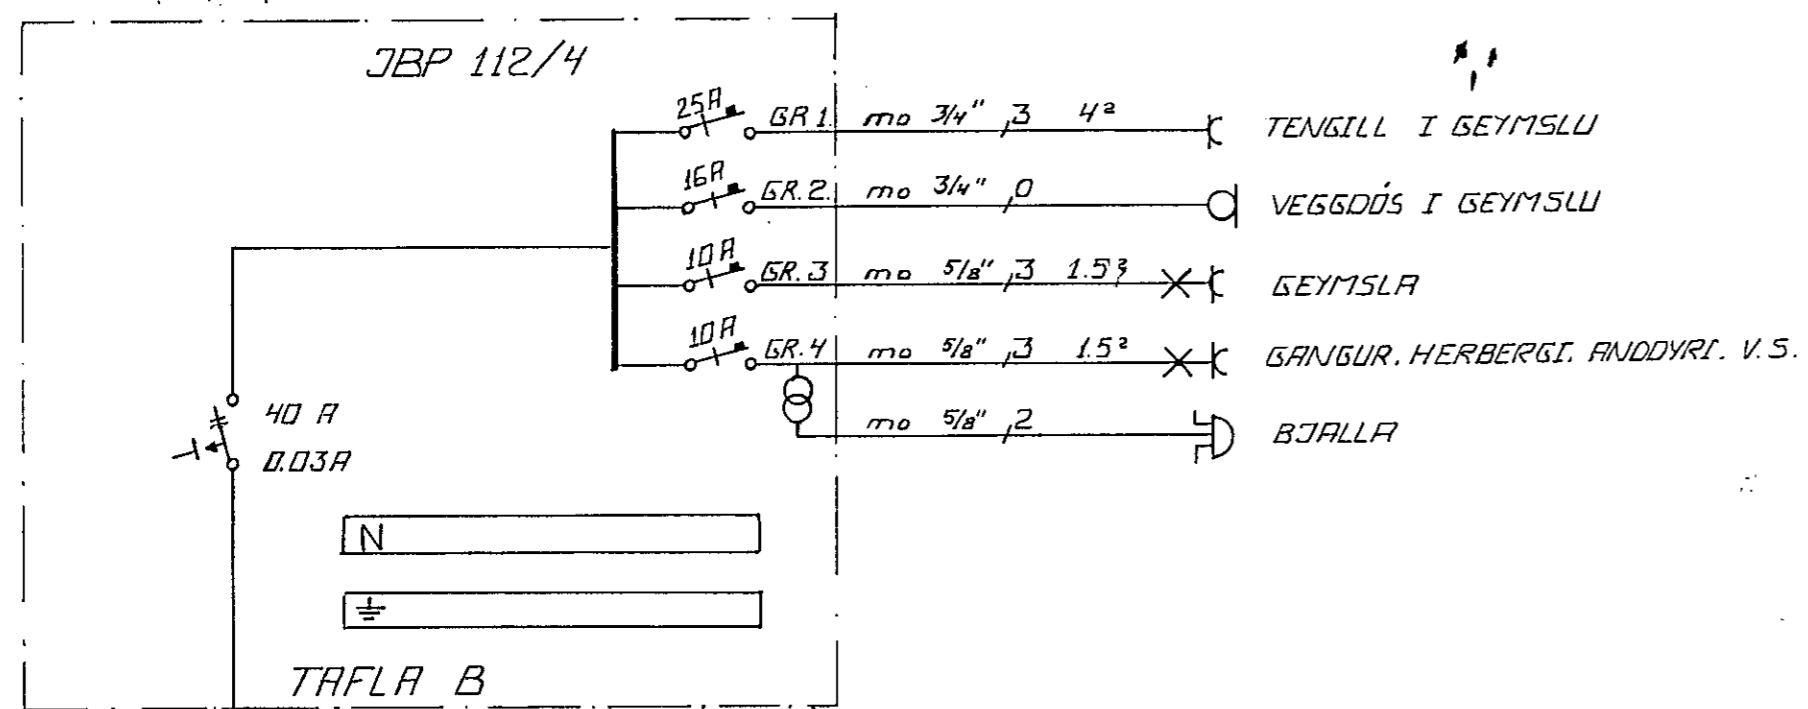 JBP 112/4
25A GR 1. mo 3/4" 3 4² TENGILL I GEYMSLU
16A GR. 2. mo 3/4" 0 VEGGDÓS I GEYMSLU
10A GR. 3 mo 5/8" 3 1.5² GEYMSLA
10A GR. 4 mo 5/8" 3 1.5² GANGUR. HERBERGI. ANDDYRI. V. S.
mo 5/8" 2 BJALLA
40 A
0.03A
N
TAFLA B